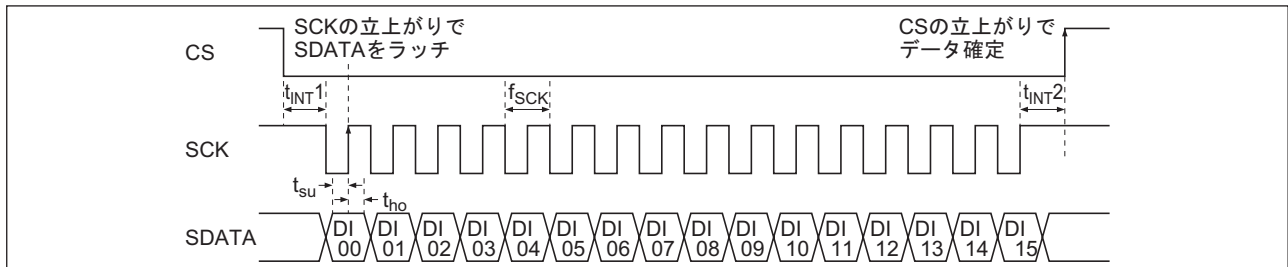 SCKの立上がりで
SDATAをラッチ
CSの立上がりで
データ確定
CS
tINT1
fSCK
tINT2
SCK
tsu
tho
SDATA
DI 00
DI 01
DI 02
DI 03
DI 04
DI 05
DI 06
DI 07
DI 08
DI 09
DI 10
DI 11
DI 12
DI 13
DI 14
DI 15